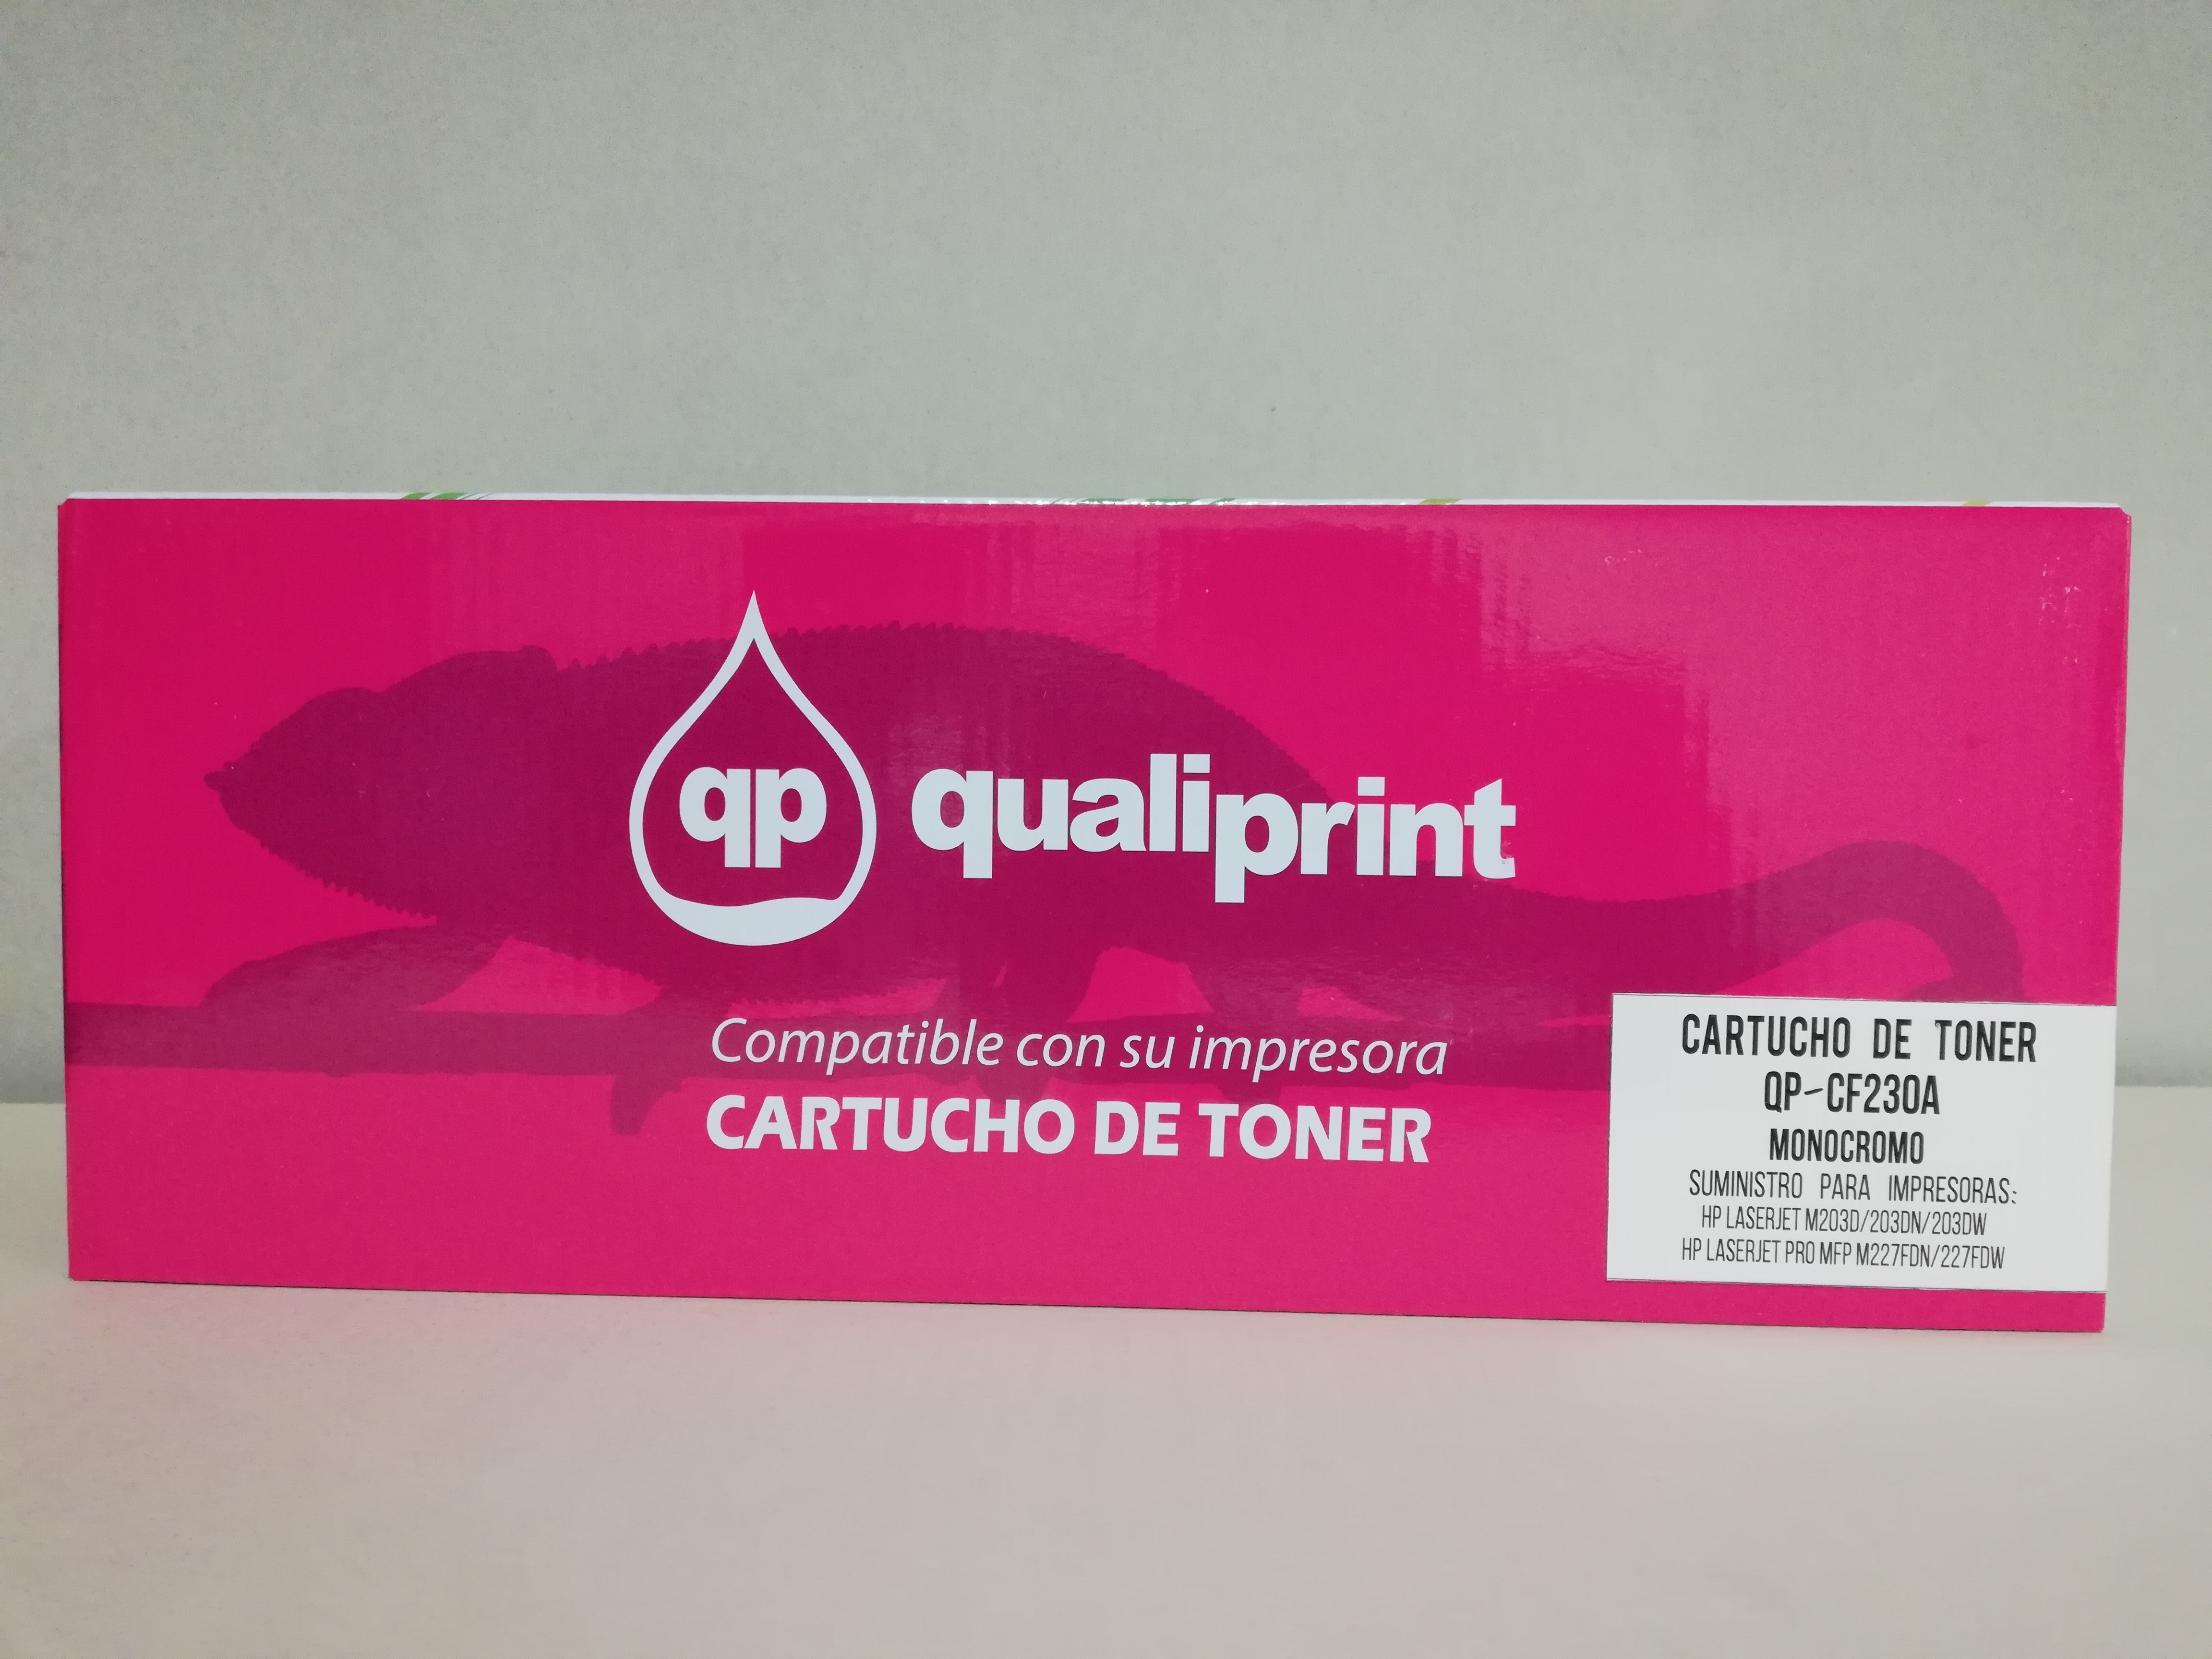 qp qualiprint
Compatible con su impresora
CARTUCHO DE TONER
CARTUCHO DE TONER
QP-CF230A
MONOCROMO
SUMINISTRO PARA IMPRESORAS:
HP LASERJET M203D/203DN/203DW
HP LASERJET PRO MFP M227FDN/227FDW